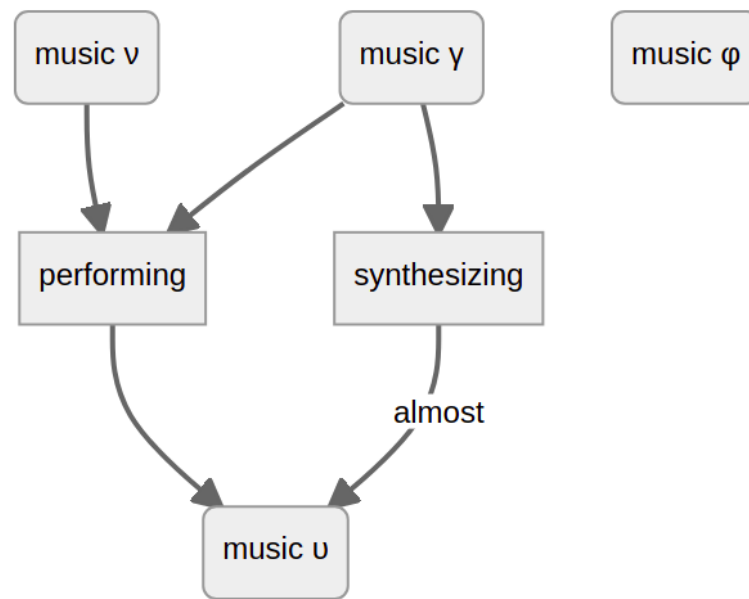 music ν
music γ
music φ
performing
synthesizing
almost
music υ